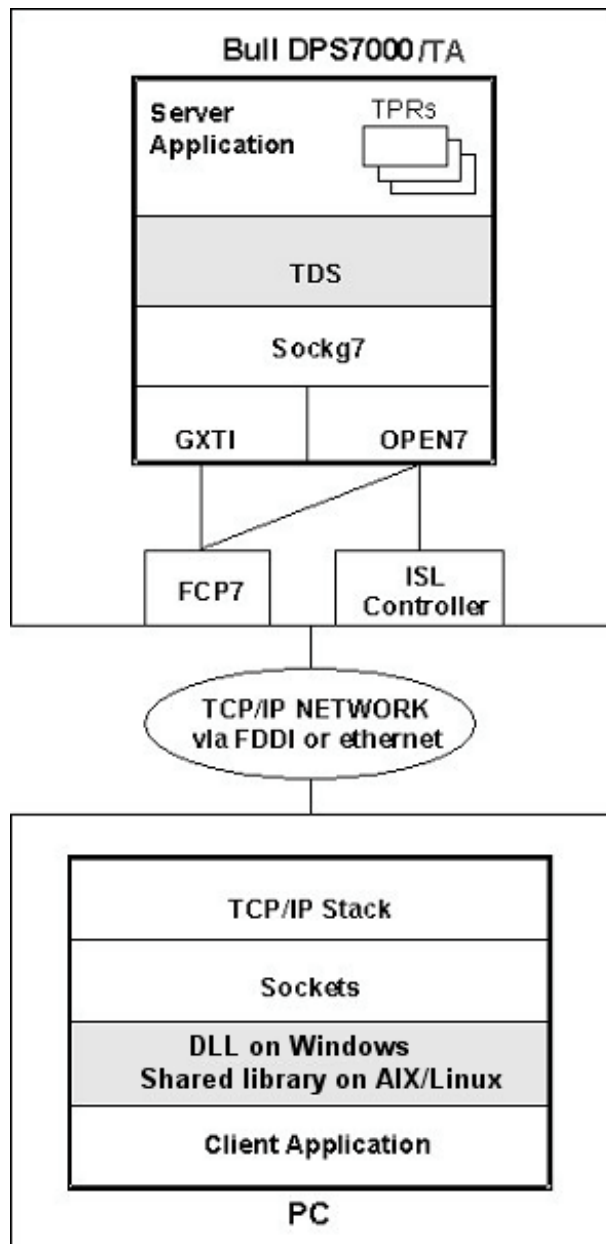 Bull DPS7000/TA
Server
Application
TPRs
TDS
Sockg7
GXTI
OPEN7
FCP7
ISL
Controller
TCP/IP NETWORK
via FDDI or ethernet
TCP/IP Stack
Sockets
DLL on Windows
Shared library on AIX/Linux
Client Application
PC